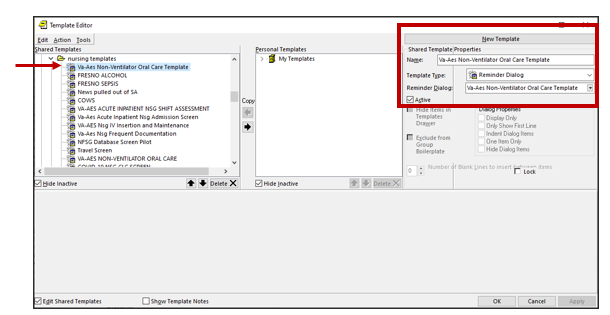 Template Editor
Edit Action Tools
New Template
Shared Templates
nursing templates
Va-Aes Non-Ventilator Oral Care Template
FRESNO ALCOHOL
FRESNO SEPSIS
News pulled out of SA
COWS
VA-AES ACUTE INPATIENT NSG SHIFT ASSESSMENT
VA-Aes Acute Inpatient Nsg Admission Screen
VA-AES Nsg IV Insertion and Maintenance
VA-Aes Nsg Frequent Documentation
NPSG Database Screen Pilot
Travel Screen
VA-AES NON-VENTILATOR ORAL CARE
COVID-19 NSG CLC SCREEN
Hide Inactive
Delete
Copy
Personal Templates
My Templates
Hide Inactive
Delete
Shared Template Properties
Name: Va-Aes Non-Ventilator Oral Care Template
Template Type: Reminder Dialog
Reminder Dialog: Va-Aes Non-Ventilator Oral Care Template
Active
Hide Items in
Templates
Drawer
Exclude from
Group
Boilerplate
Dialog Properties
Display Only
Only Show First Line
Indent Dialog Items
One Item Only
Hide Dialog Items
0 Number of Blank Lines to insert between items
Lock
Edit Shared Templates
Show Template Notes
OK Cancel Apply